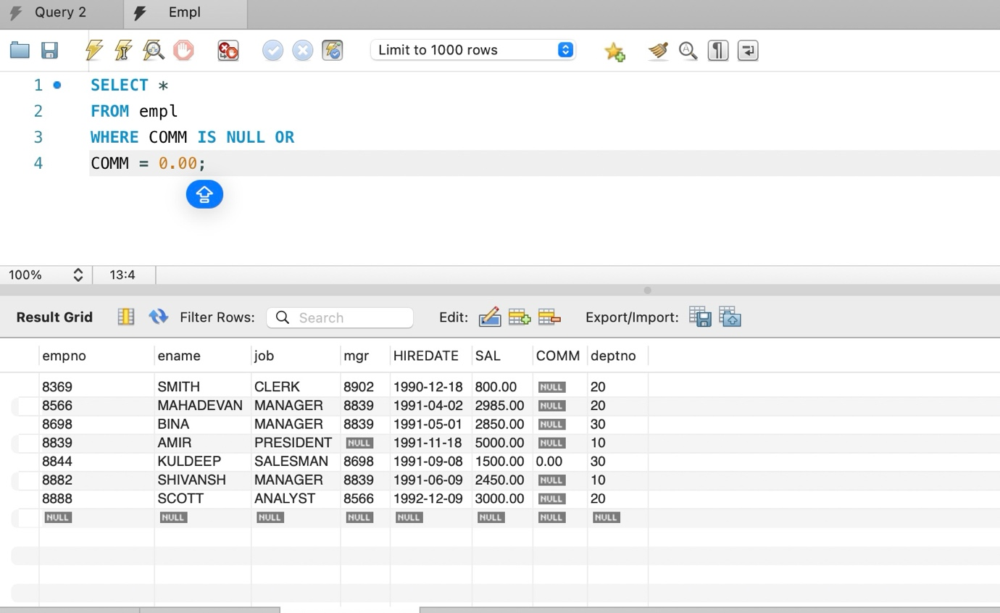 Query 2 Empl
Limit to 1000 rows
1 SELECT *
2 FROM empl
3 WHERE COMM IS NULL OR
4 COMM = 0.00;
100% 13:4
Result Grid Filter Rows: Search Edit: Export/Import:
empno ename job mgr HIREDATE SAL COMM deptno
8369 SMITH CLERK 8902 1990-12-18 800.00 NULL 20
8566 MAHADEVAN MANAGER 8839 1991-04-02 2985.00 NULL 20
8698 BINA MANAGER 8839 1991-05-01 2850.00 NULL 30
8839 AMIR PRESIDENT NULL 1991-11-18 5000.00 NULL 10
8844 KULDEEP SALESMAN 8698 1991-09-08 1500.00 0.00 30
8882 SHIVANSH MANAGER 8839 1991-06-09 2450.00 NULL 10
8888 SCOTT ANALYST 8566 1992-12-09 3000.00 NULL 20
NULL NULL NULL NULL NULL NULL NULL NULL